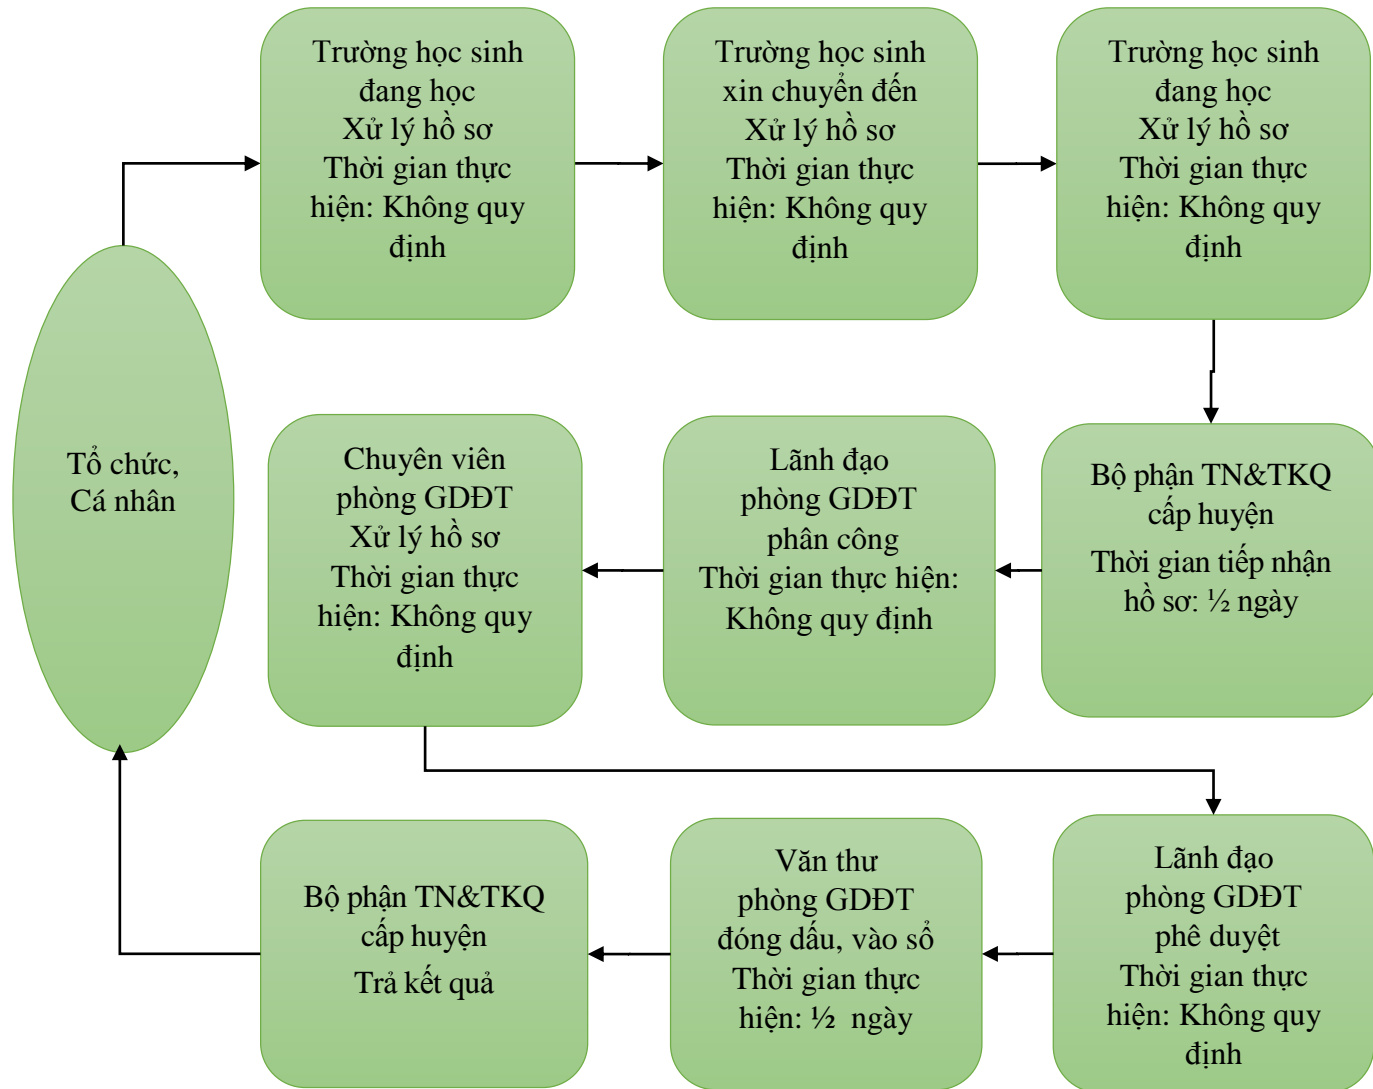 Trường học sinh
đang học
Xử lý hồ sơ
Thời gian thực
hiện: Không quy
định
Trường học sinh
xin chuyển đến
Xử lý hồ sơ
Thời gian thực
hiện: Không quy
định
Trường học sinh
đang học
Xử lý hồ sơ
Thời gian thực
hiện: Không quy
định
Bộ phận TN&TKQ
cấp huyện
Thời gian tiếp nhận
hồ sơ: ½ ngày
Lãnh đạo
phòng GDĐT
phân công
Thời gian thực hiện:
Không quy định
Chuyên viên
phòng GDĐT
Xử lý hồ sơ
Thời gian thực
hiện: Không quy
định
Tổ chức,
Cá nhân
Lãnh đạo
phòng GDĐT
phê duyệt
Thời gian thực
hiện: Không quy
định
Văn thư
phòng GDĐT
đóng dấu, vào sổ
Thời gian thực
hiện: ½ ngày
Bộ phận TN&TKQ
cấp huyện
Trả kết quả